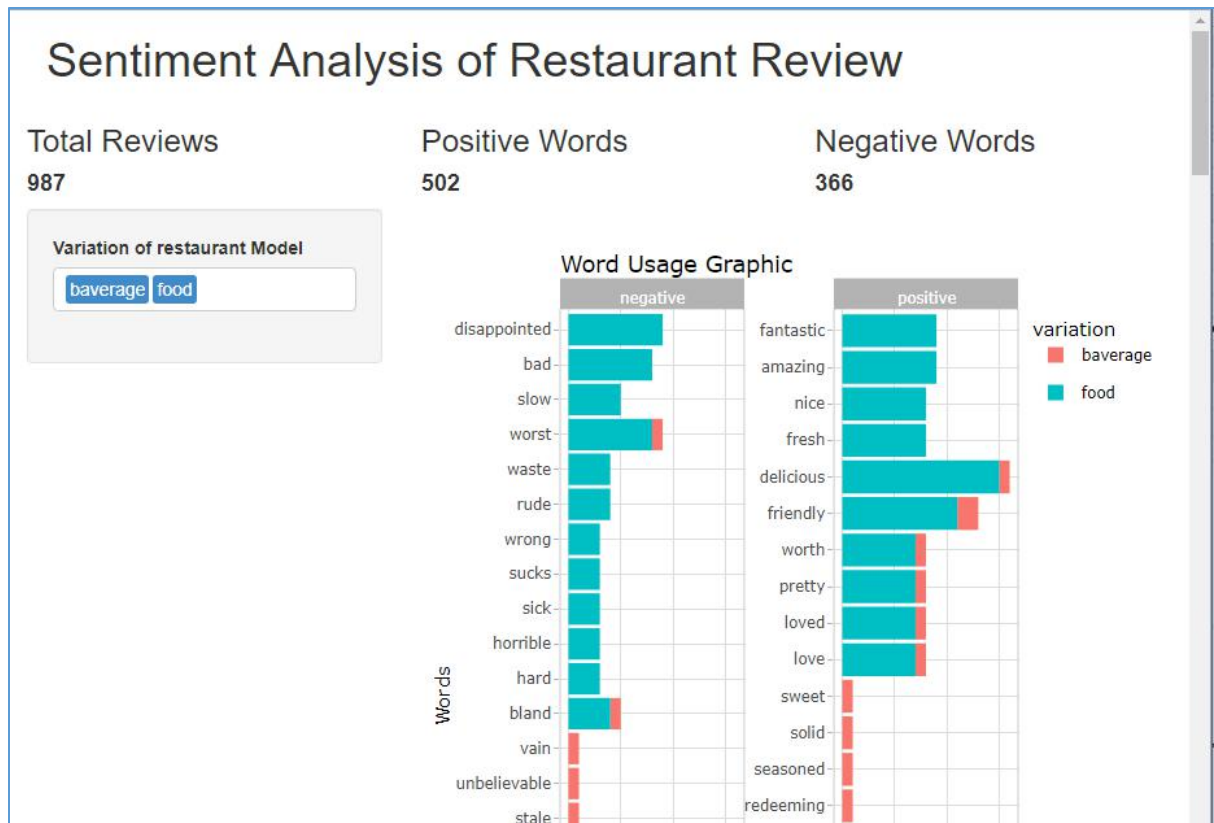 Sentiment Analysis of Restaurant Review
Total Reviews
987
Positive Words
502
Negative Words
366
Variation of restaurant Model
baverage food
Word Usage Graphic
negative
positive
Words
disappointed
bad
slow
worst
waste
rude
wrong
sucks
sick
horrible
hard
bland
vain
unbelievable
stale
fantastic
amazing
nice
fresh
delicious
friendly
worth
pretty
loved
love
sweet
solid
seasoned
redeeming
variation
baverage
food